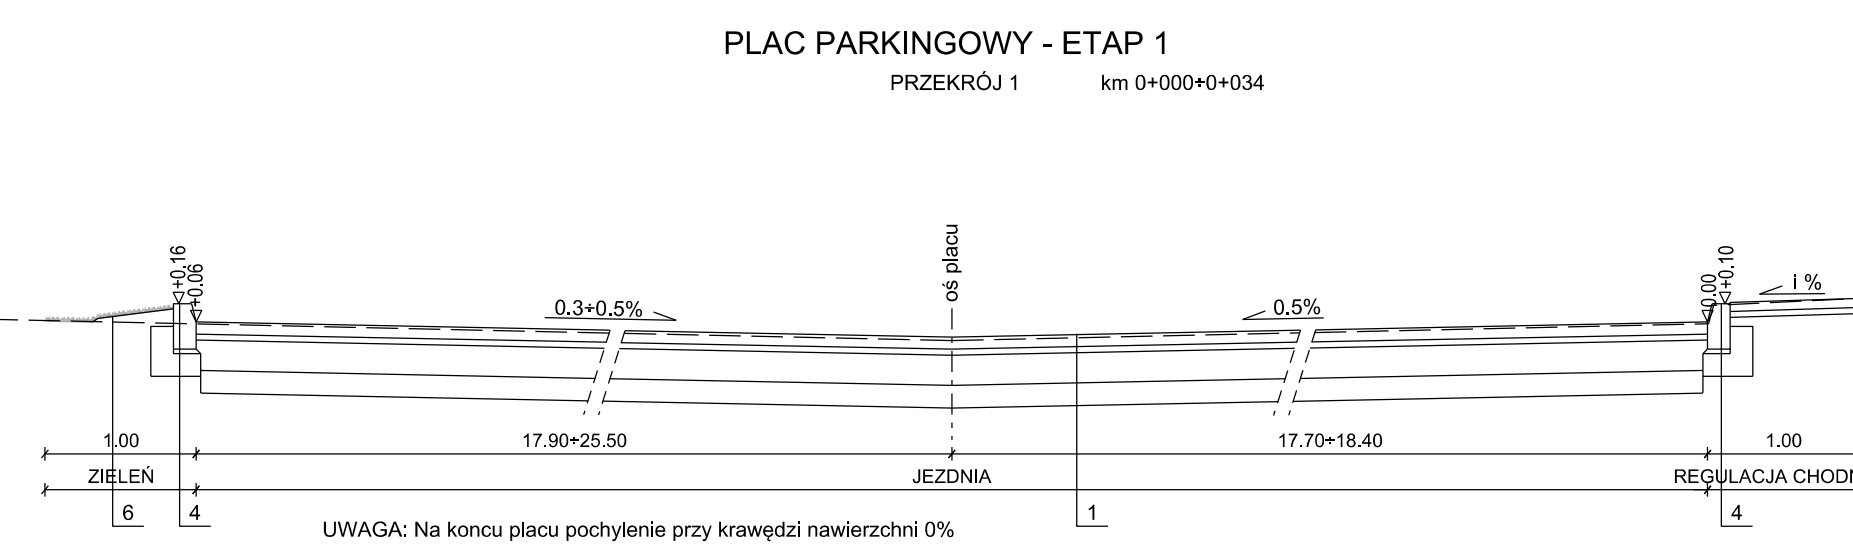 PLAC PARKINGOWY - ETAP 1
PRZEKRÓJ 1 km 0+000÷0+034
+0.16
+0.06
0.3÷0.5%
oś placu
0.5%
0.00
+0.10
i %
1.00 17.90÷25.50 17.70÷18.40 1.00
ZIELEŃ JEZDNIA REGULACJA CHODN
6 4 1 4
UWAGA: Na koncu placu pochylenie przy krawędzi nawierzchni 0%